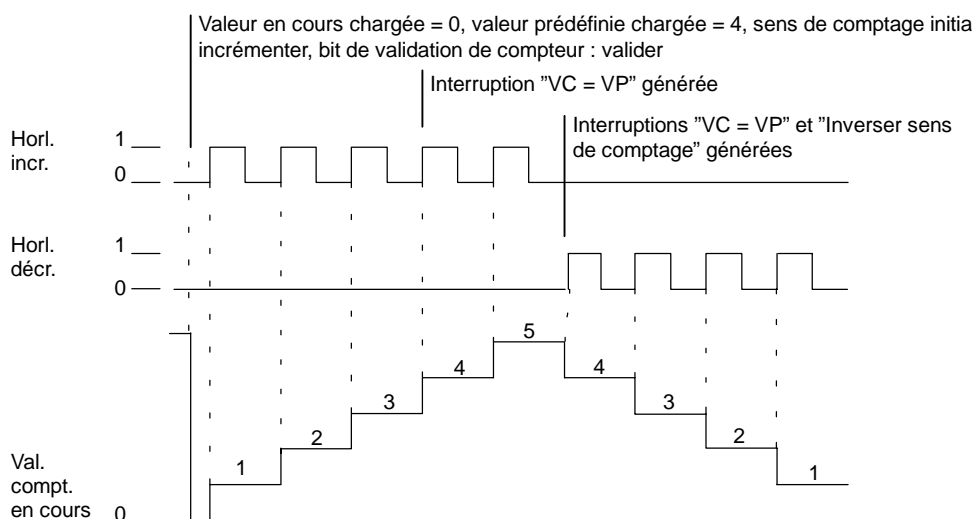 Valeur en cours chargée = 0, valeur prédéfinie chargée = 4, sens de comptage initia
incrémenter, bit de validation de compteur : valider
Interruption ”VC = VP” générée
Interruptions ”VC = VP” et ”Inverser sens
de comptage” générées
Horl.
incr.
1
0
Horl.
décr.
1
0
5
4
4
3
3
2
2
1
1
Val.
compt.
en cours
0